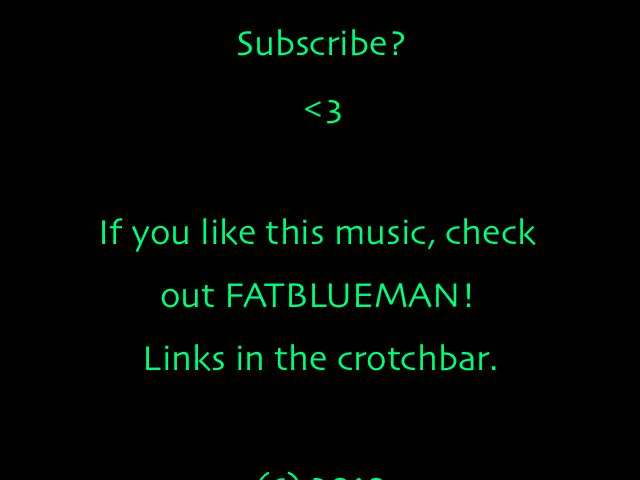 Subscribe?
<3
If you like this music, check
out FATBLUEMAN!
Links in the crotchbar.